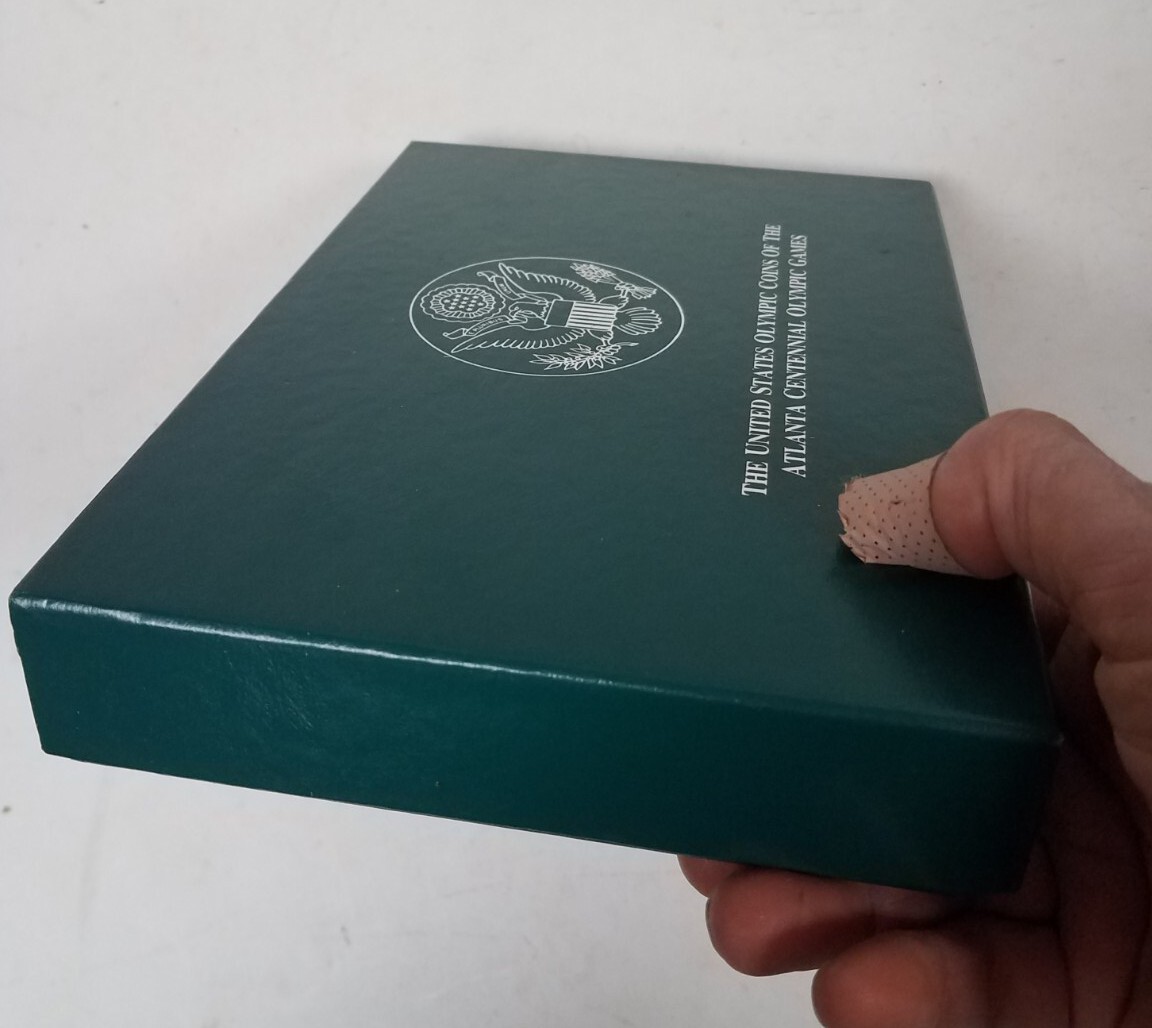 THE UNITED STATES OLYMPIC COINS OF THE
ATLANTA CENTENNIAL OLYMPIC GAMES